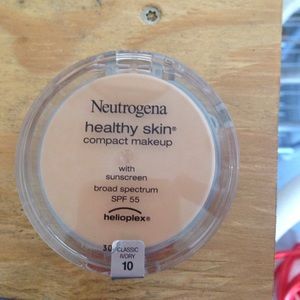 Neutrogena
healthy skin®
compact makeup
with
sunscreen
broad spectrum
SPF 55
helioplex®
30
CLASSIC
IVORY
10